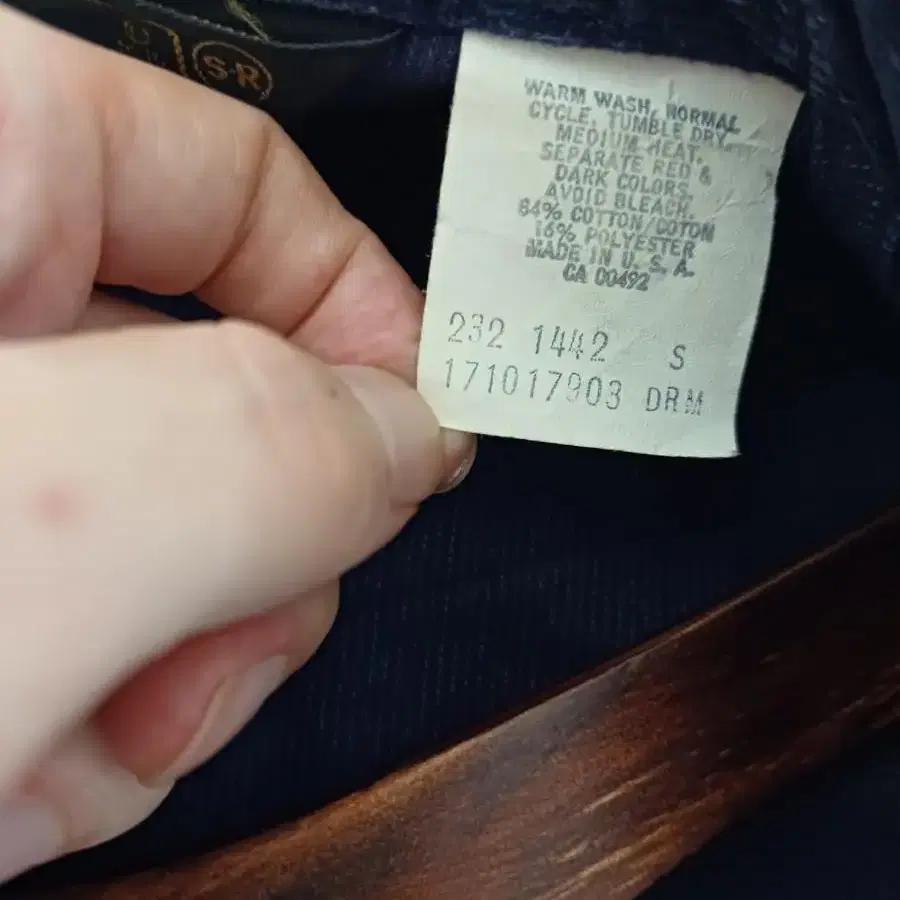 S-R
WARM WASH, NORMAL
CYCLE, TUMBLE DRY,
MEDIUM HEAT.
SEPARATE RED &
DARK COLORS.
AVOID BLEACH.
84% COTTON/COTON
16% POLYESTER
MADE IN U. S. A.
CA 00492
232 1442 S
171017903 DRM